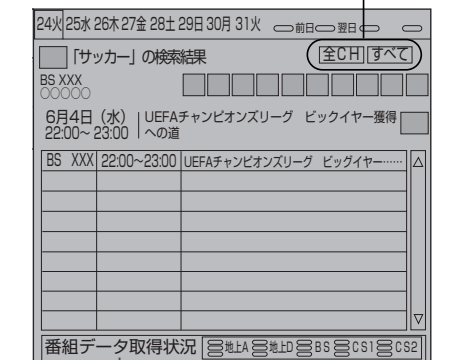 24火 25水 26木 27金 28土 29日 30月 31火 前日 翌日
「サッカー」の検索結果 全CH すべて
BS XXX
○○○○○
6月4日（水） UEFAチャンピオンズリーグ　ビックイヤー獲得
22:00~ 23:00 への道
BS XXX 22:00~23:00 UEFAチャンピオンズリーグ　ビッグイヤー……
番組データ取得状況 地上A 地上D BS CS1 CS2